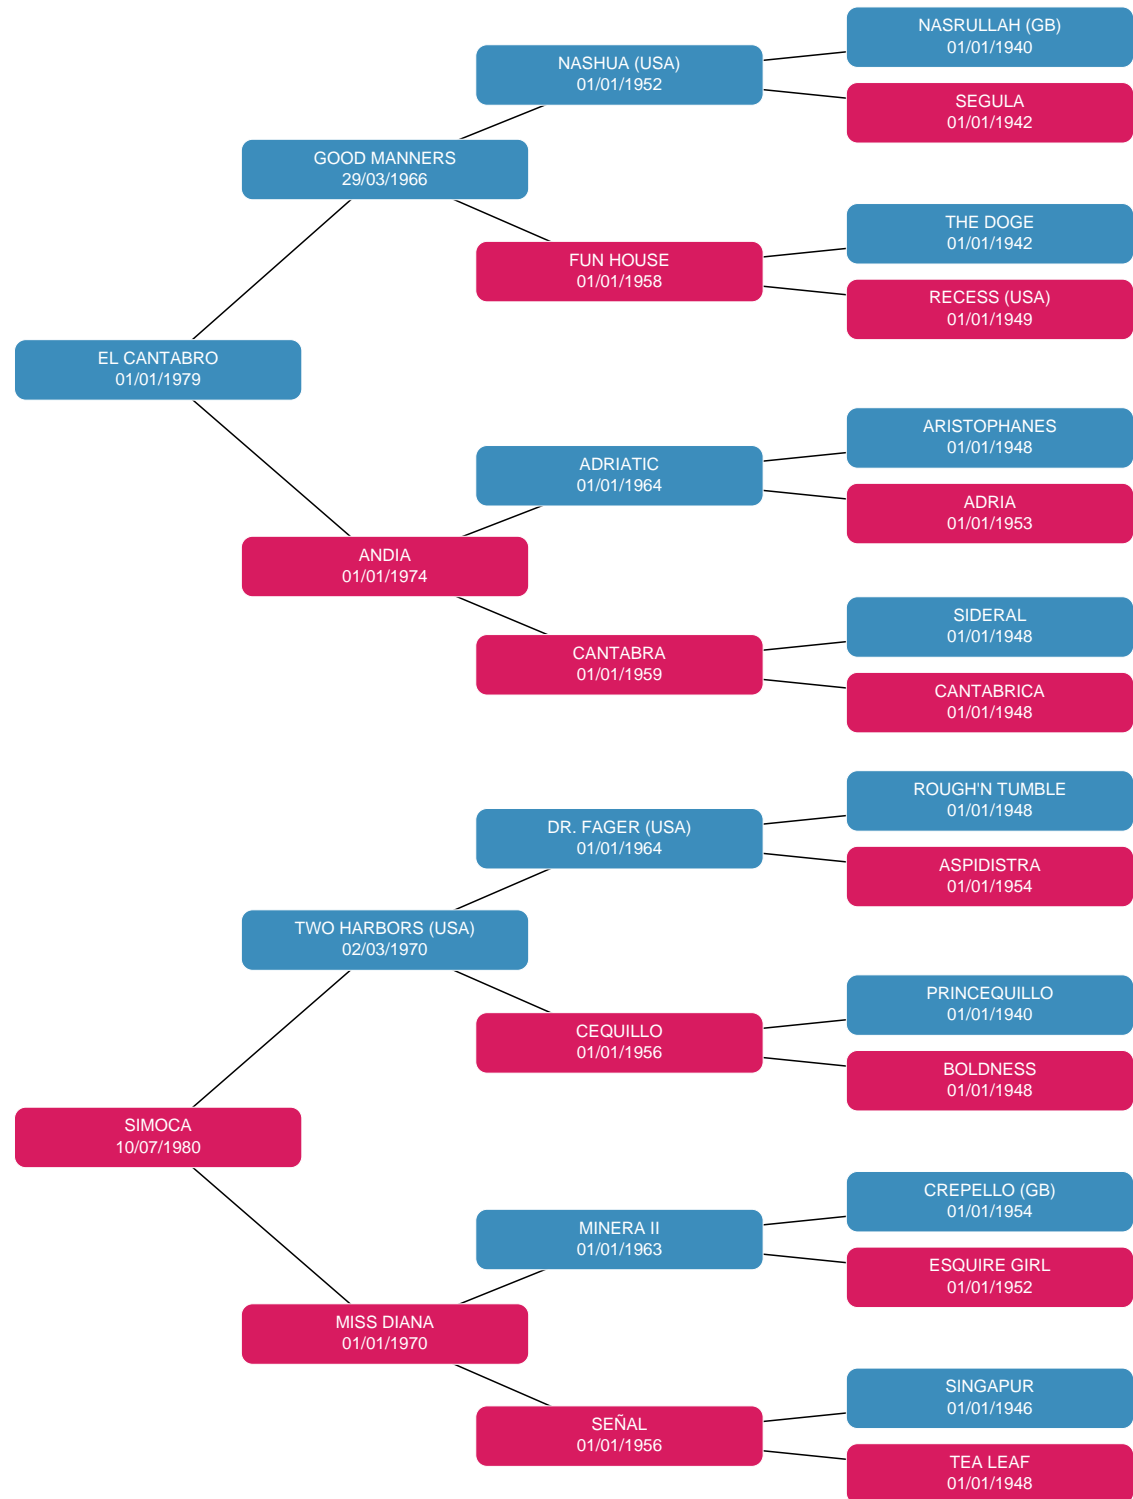 NASRULLAH (GB)
01/01/1940
NASHUA (USA)
01/01/1952
SEGULA
01/01/1942
GOOD MANNERS
29/03/1966
THE DOGE
01/01/1942
FUN HOUSE
01/01/1958
RECESS (USA)
01/01/1949
EL CANTABRO
01/01/1979
ARISTOPHANES
01/01/1948
ADRIATIC
01/01/1964
ADRIA
01/01/1953
ANDIA
01/01/1974
SIDERAL
01/01/1948
CANTABRA
01/01/1959
CANTABRICA
01/01/1948
ROUGH'N TUMBLE
01/01/1948
DR. FAGER (USA)
01/01/1964
ASPIDISTRA
01/01/1954
TWO HARBORS (USA)
02/03/1970
PRINCEQUILLO
01/01/1940
CEQUILLO
01/01/1956
BOLDNESS
01/01/1948
SIMOCA
10/07/1980
CREPELLO (GB)
01/01/1954
MINERA II
01/01/1963
ESQUIRE GIRL
01/01/1952
MISS DIANA
01/01/1970
SINGAPUR
01/01/1946
SEÑAL
01/01/1956
TEA LEAF
01/01/1948